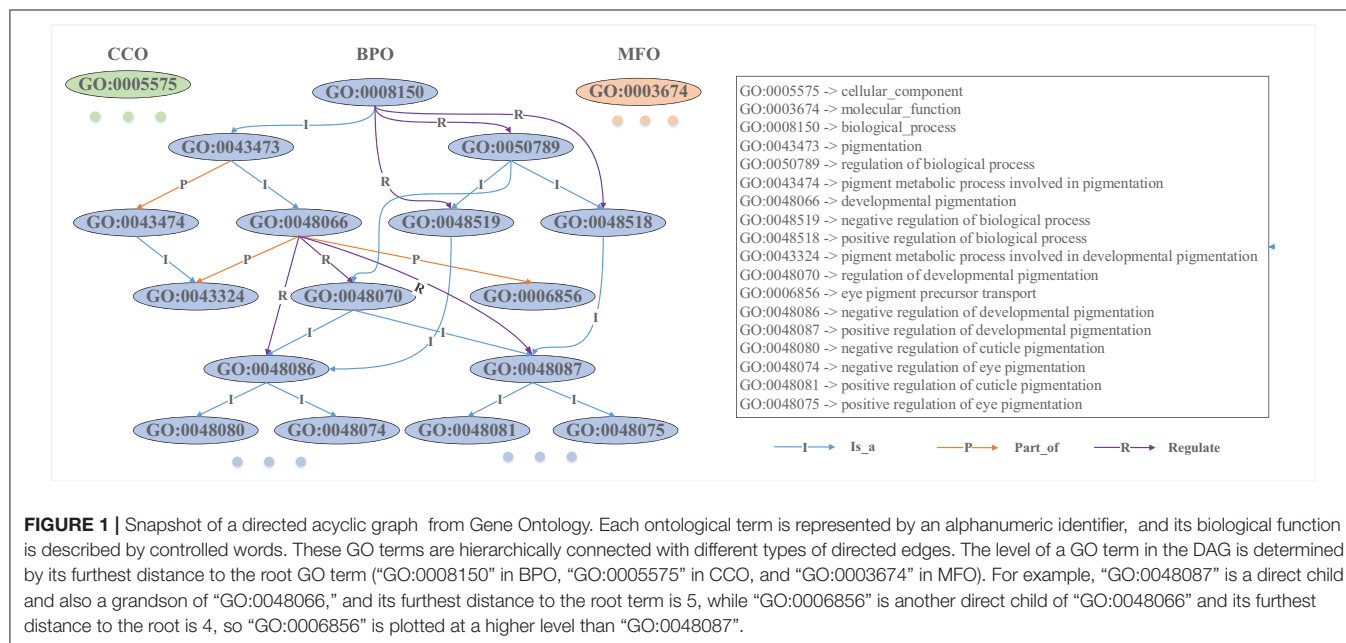 CCO BPO MFO
GO:0005575
GO:0008150
GO:0003674
I R R
GO:0043473 GO:0050789
P I R I I
GO:0043474 GO:0048066 GO:0048519 GO:0048518
I P R P
R R
GO:0043324 GO:0048070 GO:0006856
I I I I
GO:0048086 GO:0048087
I I I I
GO:0048080 GO:0048074 GO:0048081 GO:0048075
GO:0005575 -> cellular_component
GO:0003674 -> molecular_function
GO:0008150 -> biological_process
GO:0043473 -> pigmentation
GO:0050789 -> regulation of biological process
GO:0043474 -> pigment metabolic process involved in pigmentation
GO:0048066 -> developmental pigmentation
GO:0048519 -> negative regulation of biological process
GO:0048518 -> positive regulation of biological process
GO:0043324 -> pigment metabolic process involved in developmental pigmentation
GO:0048070 -> regulation of developmental pigmentation
GO:0006856 -> eye pigment precursor transport
GO:0048086 -> negative regulation of developmental pigmentation
GO:0048087 -> positive regulation of developmental pigmentation
GO:0048080 -> negative regulation of cuticle pigmentation
GO:0048074 -> negative regulation of eye pigmentation
GO:0048081 -> positive regulation of cuticle pigmentation
GO:0048075 -> positive regulation of eye pigmentation
I Is_a P Part_of R Regulate
FIGURE 1 | Snapshot of a directed acyclic graph from Gene Ontology. Each ontological term is represented by an alphanumeric identifier, and its biological function
is described by controlled words. These GO terms are hierarchically connected with different types of directed edges. The level of a GO term in the DAG is determined
by its furthest distance to the root GO term (“GO:0008150” in BPO, “GO:0005575” in CCO, and “GO:0003674” in MFO). For example, “GO:0048087” is a direct child
and also a grandson of “GO:0048066,” and its furthest distance to the root term is 5, while “GO:0006856” is another direct child of “GO:0048066” and its furthest
distance to the root is 4, so “GO:0006856” is plotted at a higher level than “GO:0048087”.